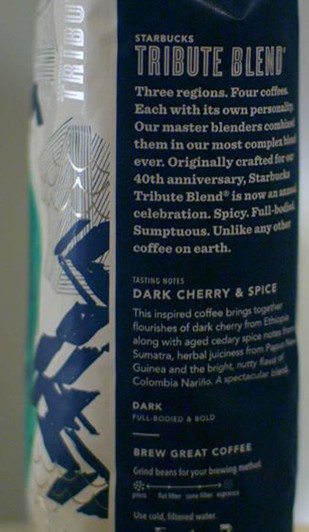 TRIBU
STARBUCKS
TRIBUTE BLEND®
Three regions. Four coffees.
Each with its own personality.
Our master blenders combined
them in our most complex blend
ever. Originally crafted for our
40th anniversary, Starbucks
Tribute Blend® is now an annual
celebration. Spicy. Full-bodied.
Sumptuous. Unlike any other
coffee on earth.
TASTING NOTES
DARK CHERRY & SPICE
This inspired coffee brings together
flourishes of dark cherry from Ethiopia
along with aged cedary spice notes from
Sumatra, herbal juiciness from Papua New
Guinea and the bright, nutty flavor of
Colombia Nariño. A spectacular blend.
DARK
FULL-BODIED & BOLD
BREW GREAT COFFEE
Grind beans for your brewing method.
press flat filter cone filter espresso
Use cold, filtered water.